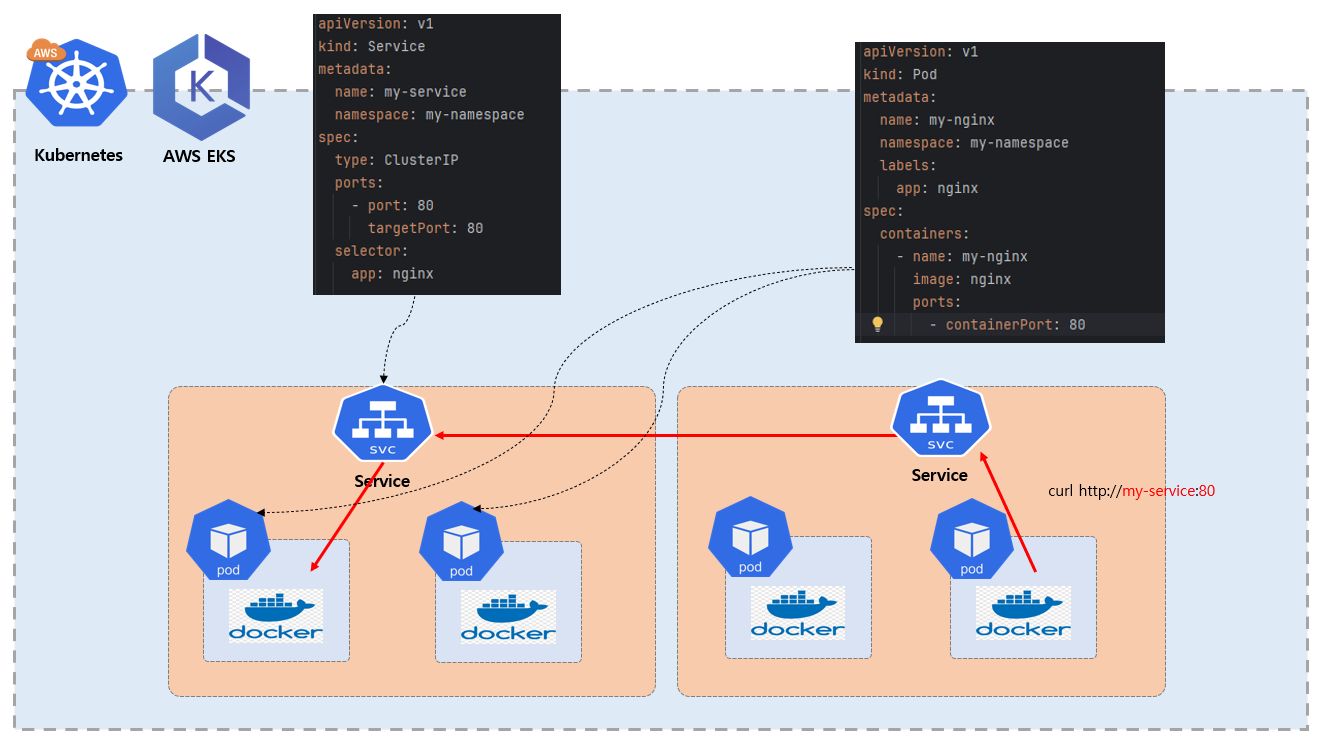 AWS
Kubernetes
K
AWS EKS
apiVersion: v1
kind: Service
metadata:
  name: my-service
  namespace: my-namespace
spec:
  type: ClusterIP
  ports:
    - port: 80
      targetPort: 80
  selector:
    app: nginx
apiVersion: v1
kind: Pod
metadata:
  name: my-nginx
  namespace: my-namespace
  labels:
    app: nginx
spec:
  containers:
    - name: my-nginx
      image: nginx
      ports:
        - containerPort: 80
svc
Service
svc
Service
curl http://my-service:80
pod
docker
pod
docker
pod
docker
pod
docker